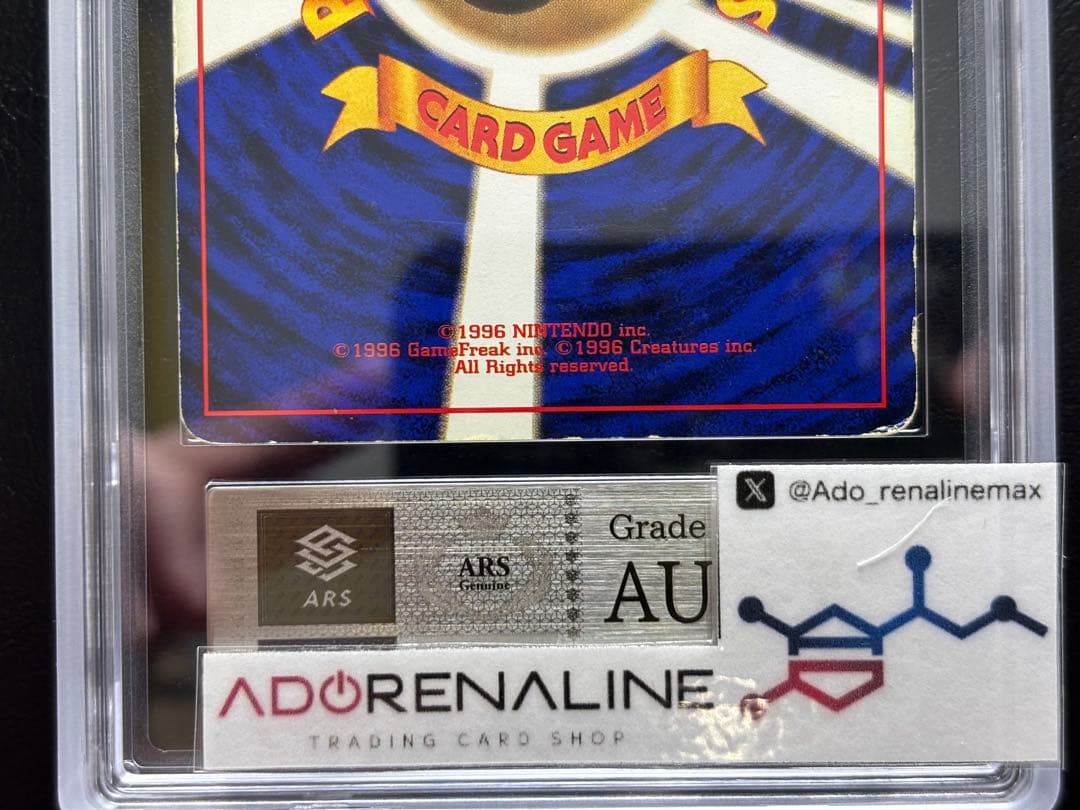 CARD GAME
©1996 NINTENDO inc.
©1996 GameFreak inc. ©1996 Creatures inc.
All Rights reserved.
ARS
ARS
Genuine
Grade
AU
X @Ado_renalinemax
ADORENALINE
TRADING CARD SHOP